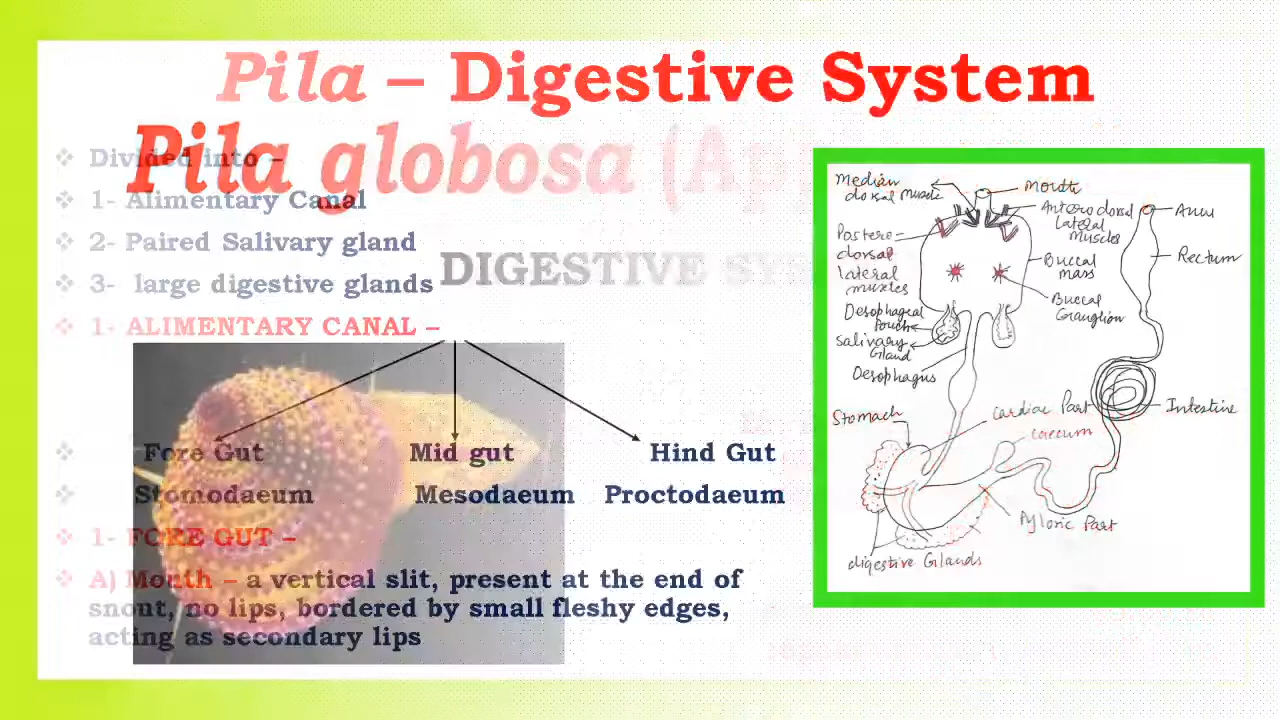 Pila – Digestive System
Pila globosa (A
DIGESTIVE SYS
❖ Divided into –
❖ 1- Alimentary Canal
❖ 2- Paired Salivary gland
❖ 3- large digestive glands
❖ 1- ALIMENTARY CANAL –
❖ Fore Gut Mid gut Hind Gut
❖ Stomodaeum Mesodaeum Proctodaeum
❖ 1- FORE GUT –
❖ A) Mouth – a vertical slit, present at the end of
snout, no lips, bordered by small fleshy edges,
acting as secondary lips
Median
dorsal Muscle
Mouth
Antero dorsal
Lateral
Muscles
Anus
Postero-
dorsal
lateral
muscles
Buccal
mass
Rectum
Buccal
Ganglion
Oesophageal
Pouch
Salivary
Gland
Oesophagus
Stomach
Cardiac Part
Intestine
Caecum
Pyloric Part
digestive Glands